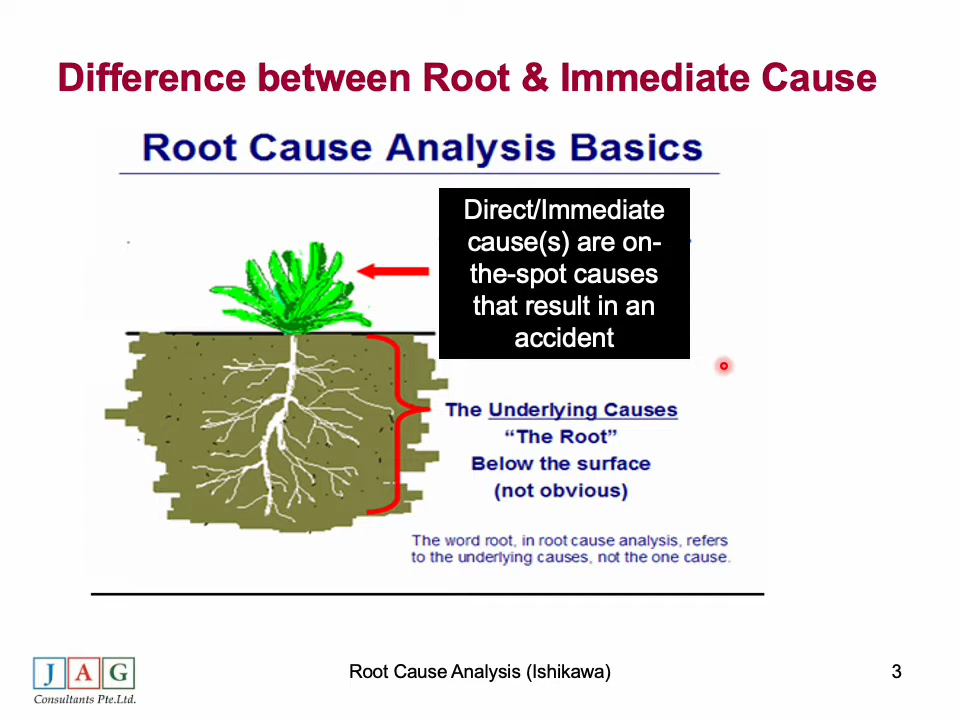 Difference between Root & Immediate Cause
Root Cause Analysis Basics
Direct/Immediate
cause(s) are on-
the-spot causes
that result in an
accident
The Underlying Causes
“The Root”
Below the surface
(not obvious)
The word root, in root cause analysis, refers
to the underlying causes, not the one cause.
JAG
Consultants Pte.Ltd.
Root Cause Analysis (Ishikawa)
3